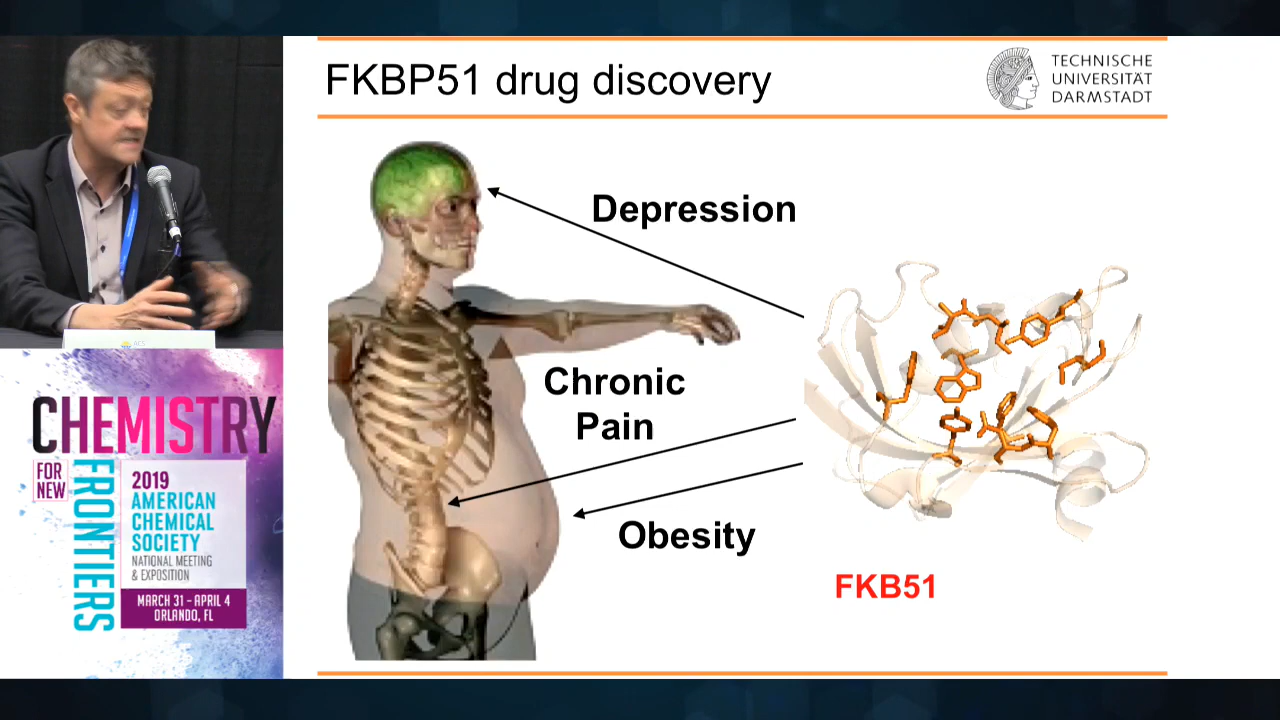 FKBP51 drug discovery
TECHNISCHE
UNIVERSITÄT
DARMSTADT
Depression
Chronic
Pain
Obesity
FKB51
ACS
CHEMISTRY
FOR
NEW
FRONTIERS
2019
AMERICAN
CHEMICAL
SOCIETY
NATIONAL MEETING
& EXPOSITION
MARCH 31 – APRIL 4
ORLANDO, FL